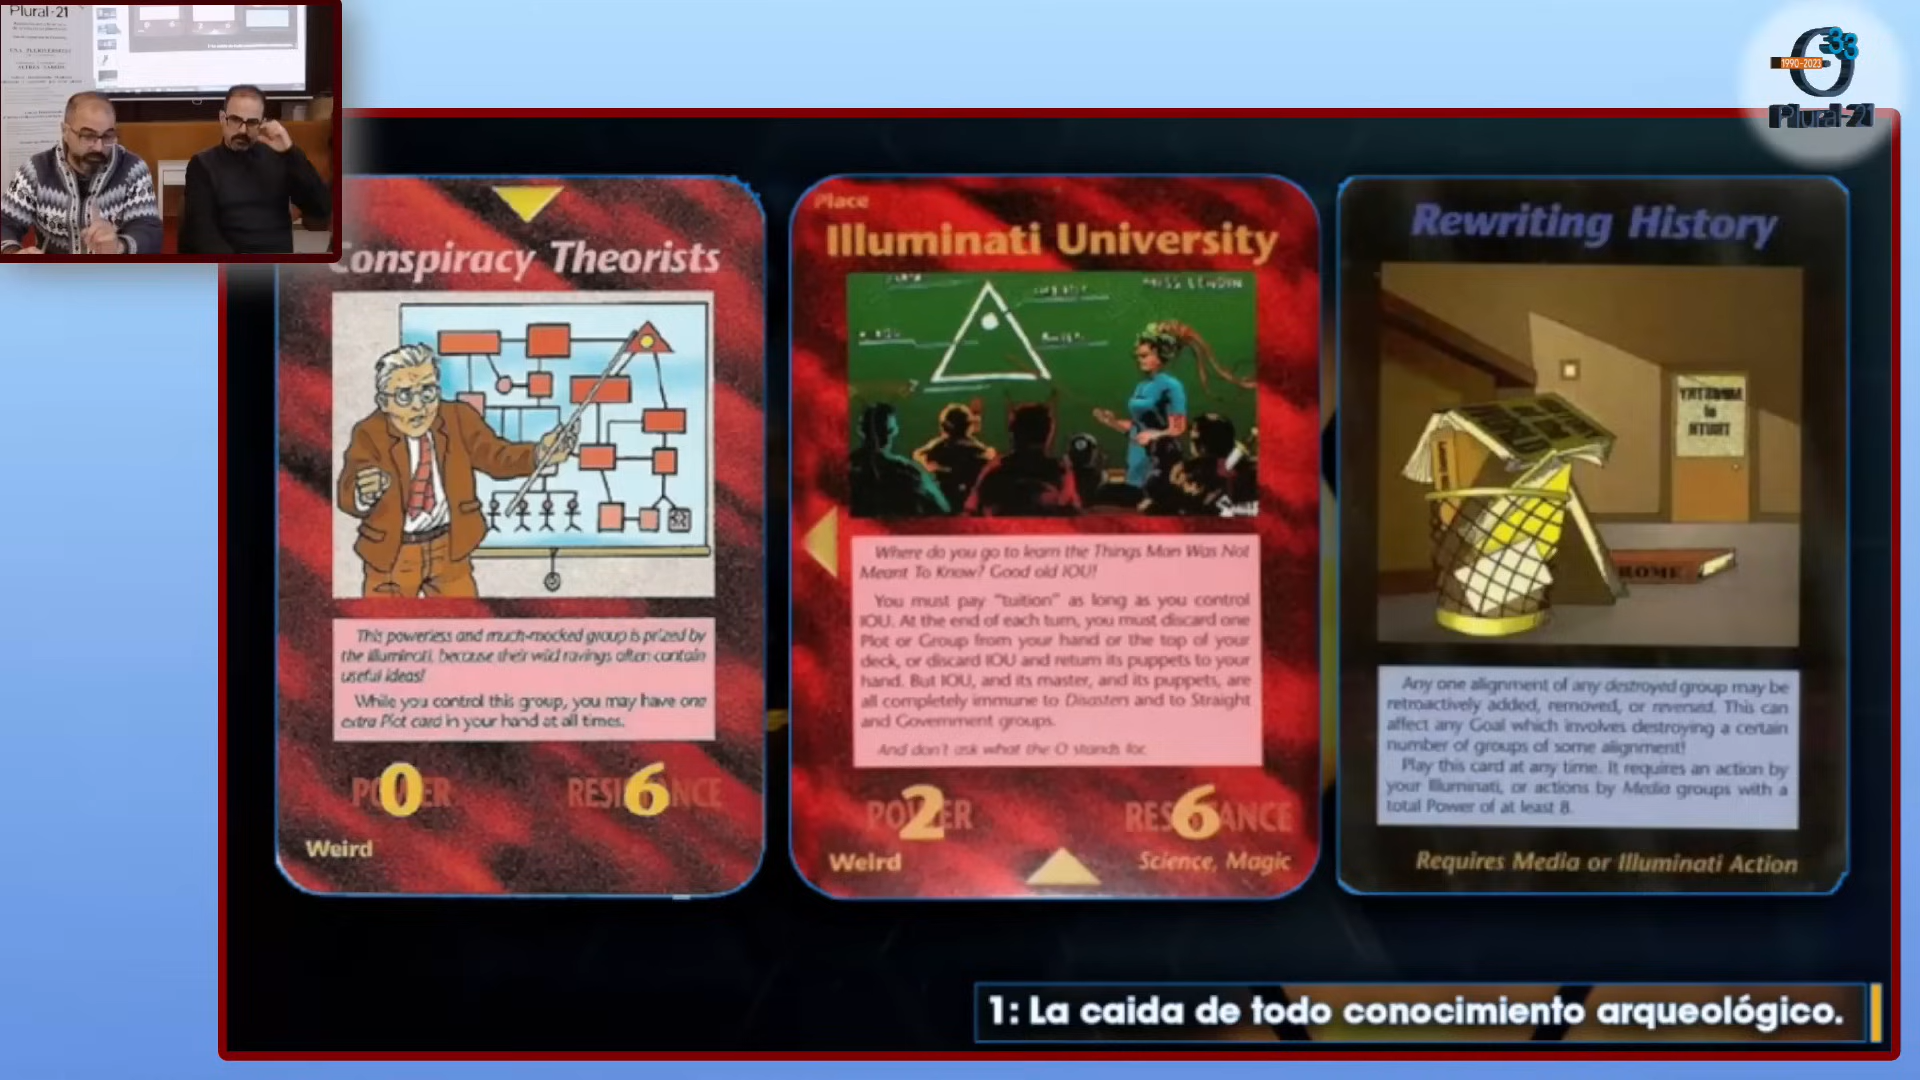 Plural-21
33
1990-2023
Plural-21
Conspiracy Theorists
This powerless and much-mocked group is prized by
the Illuminati, because their wild ravings often contain
useful ideas!
While you control this group, you may have one
extra Plot card in your hand at all times.
POWER
0
RESISTANCE
6
Weird
Place
Illuminati University
Where do you go to learn the Things Man Was Not
Meant To Know? Good old IOU!
You must pay "tuition" as long as you control
IOU. At the end of each turn, you must discard one
Plot or Group from your hand or the top of your
deck, or discard IOU and return its puppets to your
hand. But IOU, and its master, and its puppets, are
all completely immune to Disasters and to Straight
and Government groups.
And don't ask what the O stands for.
POWER
2
RESISTANCE
6
Weird
Science, Magic
Rewriting History
ROME
Any one alignment of any destroyed group may be
retroactively added, removed, or reversed. This can
affect any Goal which involves destroying a certain
number of groups of some alignment!
Play this card at any time. It requires an action by
your Illuminati, or actions by Media groups with a
total Power of at least 8.
Requires Media or Illuminati Action
1: La caida de todo conocimiento arqueológico.